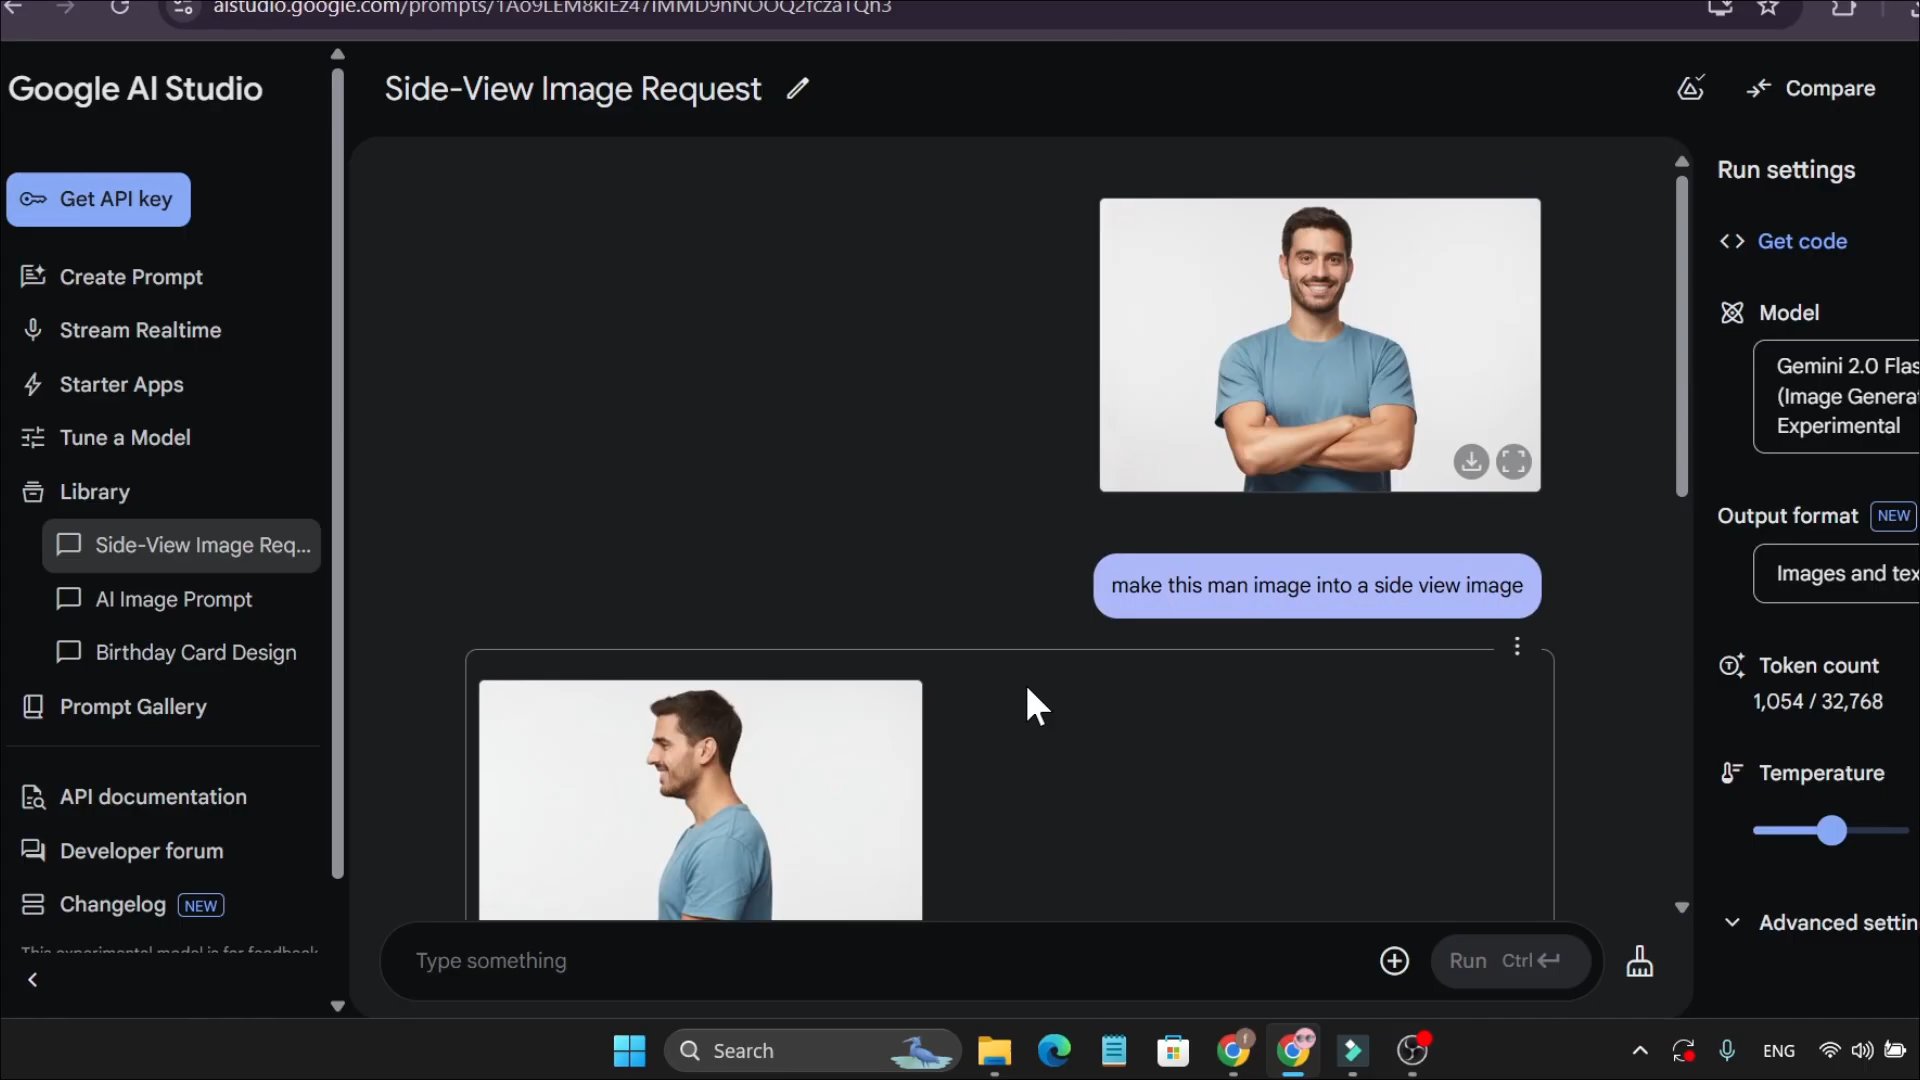 Google AI Studio
Side-View Image Request
Compare
Get API key
Create Prompt
Stream Realtime
Starter Apps
Tune a Model
Library
Side-View Image Req...
AI Image Prompt
Birthday Card Design
Prompt Gallery
API documentation
Developer forum
Changelog NEW
make this man image into a side view image
Type something
Run Ctrl
Run settings
Get code
Model
Gemini 2.0 Flas
(Image Genera
Experimental
Output format NEW
Images and tex
Token count
1,054 / 32,768
Temperature
Advanced settin
Search
ENG